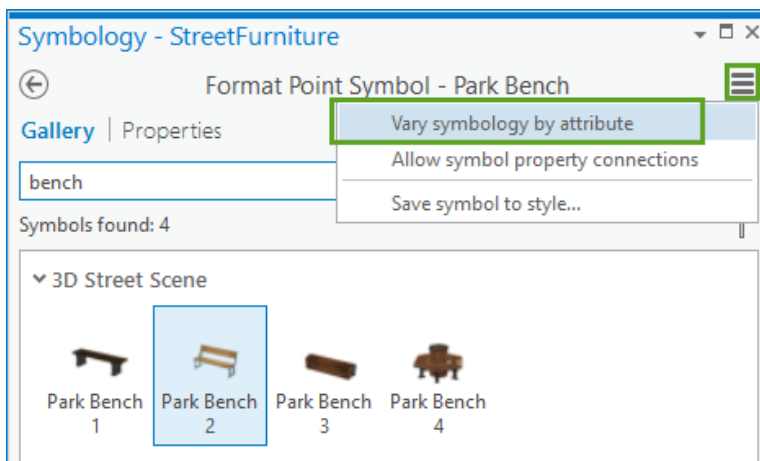 Symbology - StreetFurniture
Format Point Symbol - Park Bench
Vary symbology by attribute
Gallery | Properties
Allow symbol property connections
bench
Save symbol to style...
Symbols found: 4
3D Street Scene
Park Bench 1
Park Bench 2
Park Bench 3
Park Bench 4